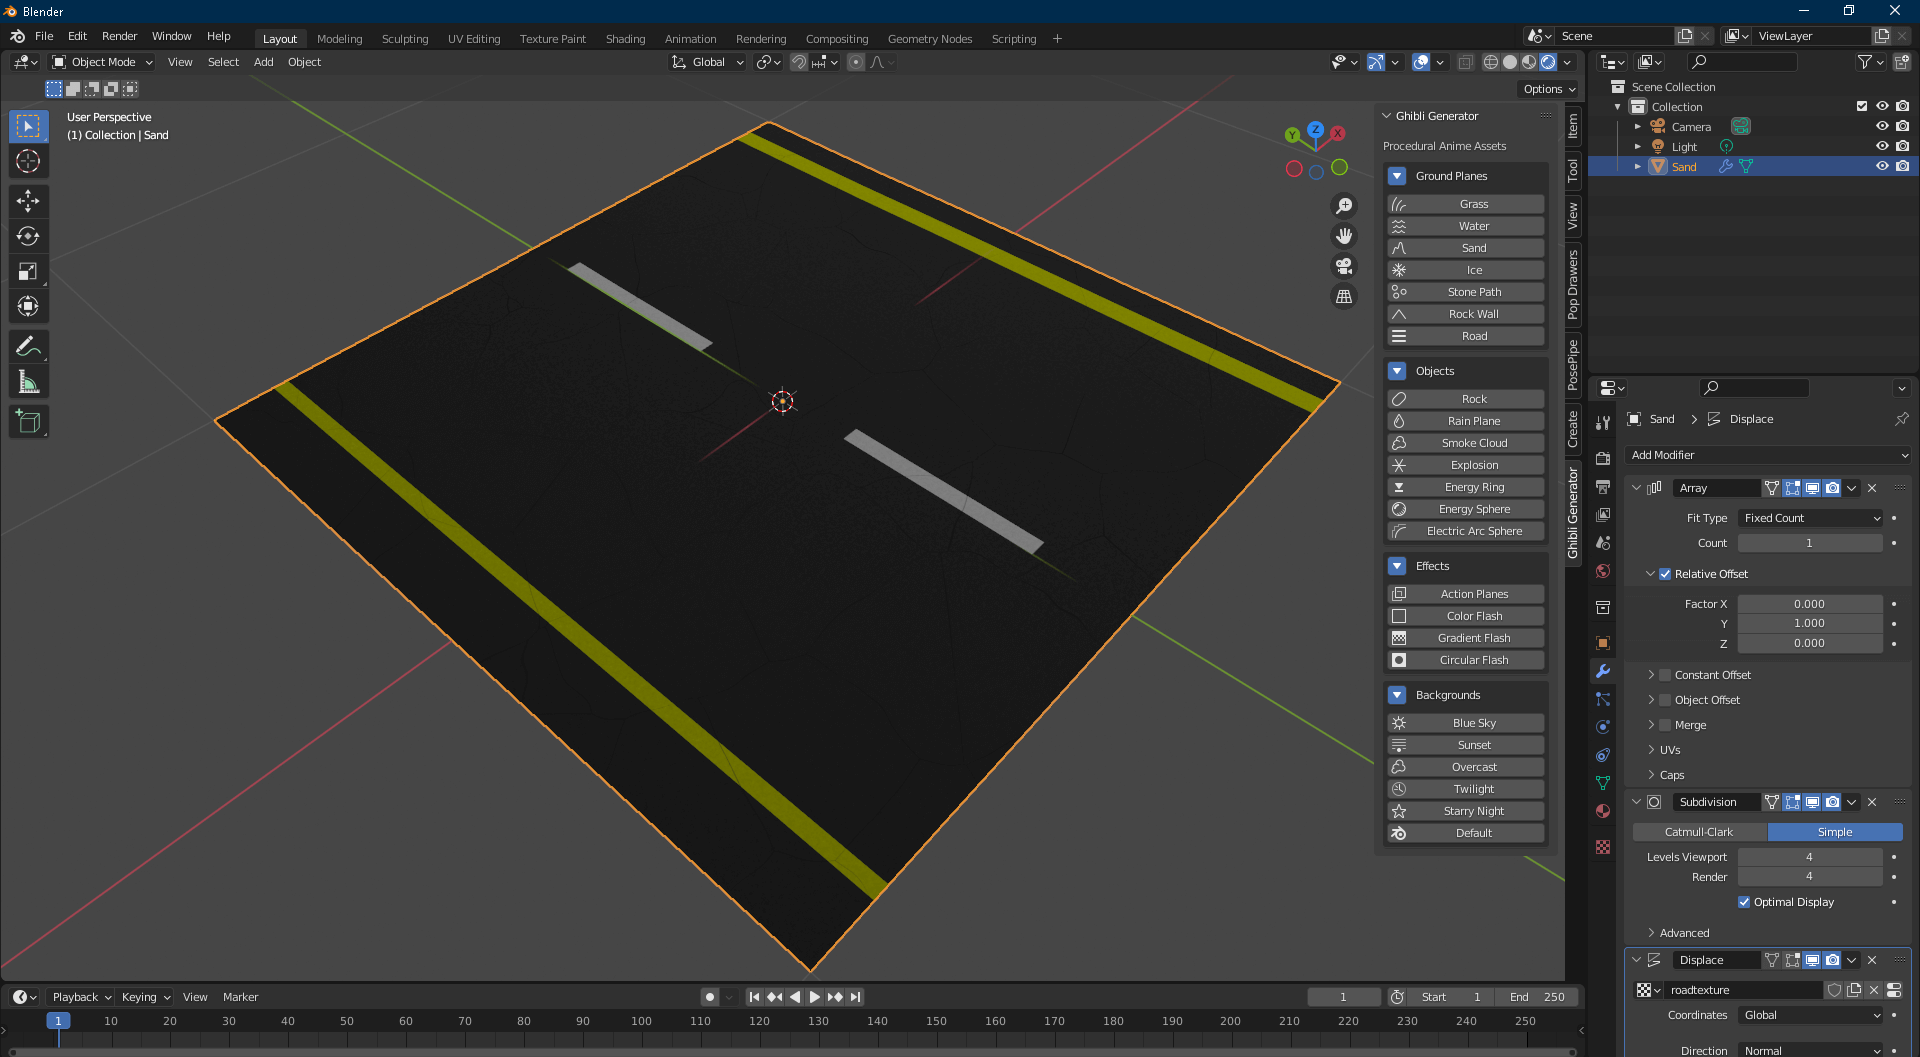 Blender
File Edit Render Window Help Layout Modeling Sculpting UV Editing Texture Paint Shading Animation Rendering Compositing Geometry Nodes Scripting + Scene ViewLayer
Object Mode View Select Add Object Global
Options
User Perspective
(1) Collection | Sand
Z
Y
X
Ghibli Generator
Procedural Anime Assets
Ground Planes
Grass
Water
Sand
Ice
Stone Path
Rock Wall
Road
Objects
Rock
Rain Plane
Smoke Cloud
Explosion
Energy Ring
Energy Sphere
Electric Arc Sphere
Effects
Action Planes
Color Flash
Gradient Flash
Circular Flash
Backgrounds
Blue Sky
Sunset
Overcast
Twilight
Starry Night
Default
Item
Tool
View
Pop Drawers
PosePipe
Create
Ghibli Generator
Scene Collection
Collection
Camera
Light
Sand
Sand > Displace
Add Modifier
Array
Fit Type Fixed Count
Count 1
Relative Offset
Factor X 0.000
Y 1.000
Z 0.000
Constant Offset
Object Offset
Merge
UVs
Caps
Subdivision
Catmull-Clark Simple
Levels Viewport 4
Render 4
Optimal Display
Advanced
Displace
roadtexture
Coordinates Global
Direction Normal
Playback Keying View Marker 1 Start 1 End 250
1 10 20 30 40 50 60 70 80 90 100 110 120 130 140 150 160 170 180 190 200 210 220 230 240 250